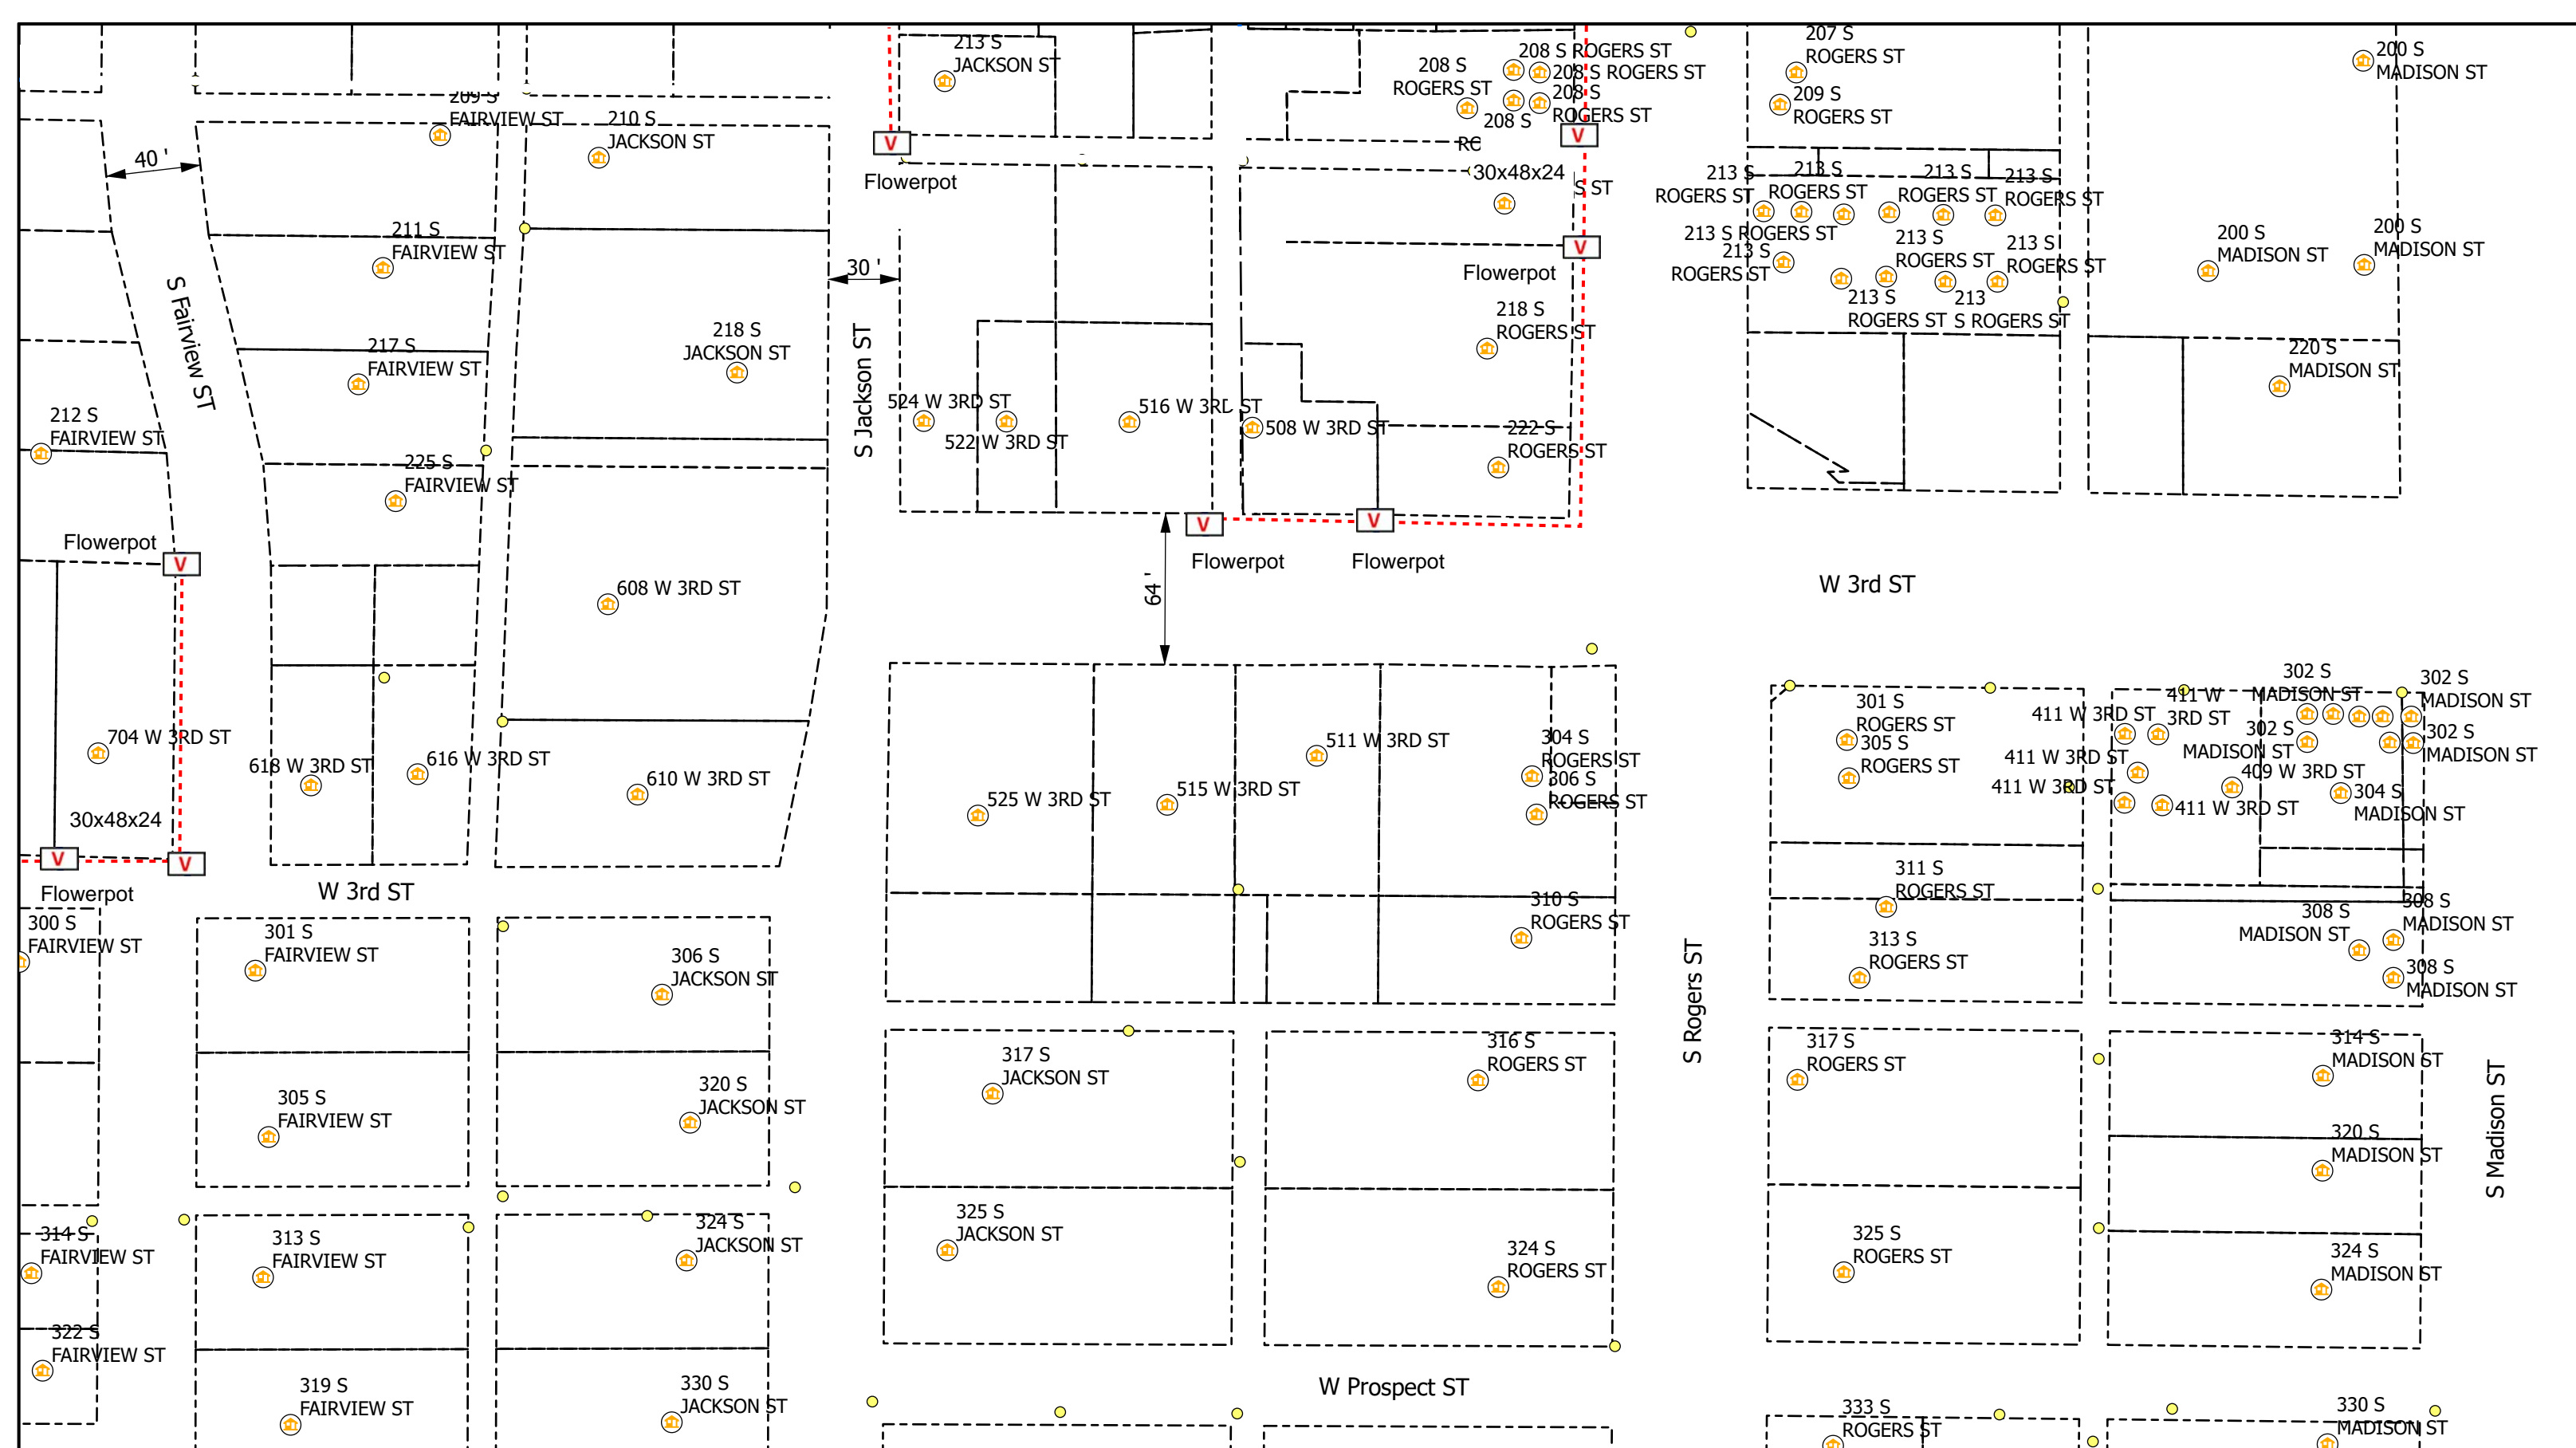 213 S
JACKSON ST
208 S ROGERS ST
208 S
ROGERS ST
208 S ROGERS ST
208 S
ROGERS ST
208 S
207 S
ROGERS ST
209 S
ROGERS ST
200 S
MADISON ST
209 S
FAIRVIEW ST
210 S
JACKSON ST
40 '
V
Flowerpot
V
30x48x24
S ST
213 S
ROGERS ST
213 S
ROGERS ST
213 S
ROGERS ST
213 S
ROGERS ST
211 S
FAIRVIEW ST
30 '
V
Flowerpot
213 S ROGERS ST
213 S
ROGERS ST
213 S
ROGERS ST
213 S
ROGERS ST
213 S
ROGERS ST
213
S ROGERS ST
200 S
MADISON ST
200 S
MADISON ST
S Fairview ST
217 S
FAIRVIEW ST
218 S
JACKSON ST
S Jackson ST
218 S
ROGERS ST
220 S
MADISON ST
212 S
FAIRVIEW ST
524 W 3RD ST
522 W 3RD ST
516 W 3RD ST
508 W 3RD ST
222 S
ROGERS ST
225 S
FAIRVIEW ST
Flowerpot
V
V
Flowerpot
V
Flowerpot
64 '
608 W 3RD ST
W 3rd ST
704 W 3RD ST
618 W 3RD ST
616 W 3RD ST
610 W 3RD ST
525 W 3RD ST
515 W 3RD ST
511 W 3RD ST
304 S
ROGERS ST
306 S
ROGERS ST
301 S
ROGERS ST
305 S
ROGERS ST
411 W 3RD ST
411 W
3RD ST
411 W 3RD ST
411 W 3RD ST
411 W 3RD ST
409 W 3RD ST
302 S
MADISON ST
302 S
MADISON ST
302 S
MADISON ST
302 S
MADISON ST
304 S
MADISON ST
30x48x24
V
V
Flowerpot
W 3rd ST
300 S
FAIRVIEW ST
301 S
FAIRVIEW ST
306 S
JACKSON ST
310 S
ROGERS ST
311 S
ROGERS ST
313 S
ROGERS ST
308 S
MADISON ST
308 S
MADISON ST
308 S
MADISON ST
S Rogers ST
305 S
FAIRVIEW ST
320 S
JACKSON ST
317 S
JACKSON ST
316 S
ROGERS ST
317 S
ROGERS ST
314 S
MADISON ST
320 S
MADISON ST
S Madison ST
314 S
FAIRVIEW ST
313 S
FAIRVIEW ST
324 S
JACKSON ST
325 S
JACKSON ST
324 S
ROGERS ST
325 S
ROGERS ST
324 S
MADISON ST
322 S
FAIRVIEW ST
319 S
FAIRVIEW ST
330 S
JACKSON ST
W Prospect ST
333 S
ROGERS ST
330 S
MADISON ST